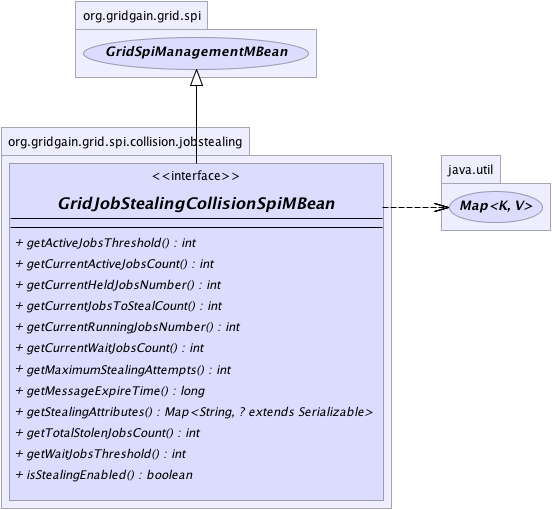 org.gridgain.grid.spi
GridSpiManagementMBean
org.gridgain.grid.spi.collision.jobstealing
<<interface>>
GridJobStealingCollisionSpiMBean
+ getActiveJobsThreshold() : int
+ getCurrentActiveJobsCount() : int
+ getCurrentHeldJobsNumber() : int
+ getCurrentJobsToStealCount() : int
+ getCurrentRunningJobsNumber() : int
+ getCurrentWaitJobsCount() : int
+ getMaximumStealingAttempts() : int
+ getMessageExpireTime() : long
+ getStealingAttributes() : Map<String, ? extends Serializable>
+ getTotalStolenJobsCount() : int
+ getWaitJobsThreshold() : int
+ isStealingEnabled() : boolean
java.util
Map<K, V>